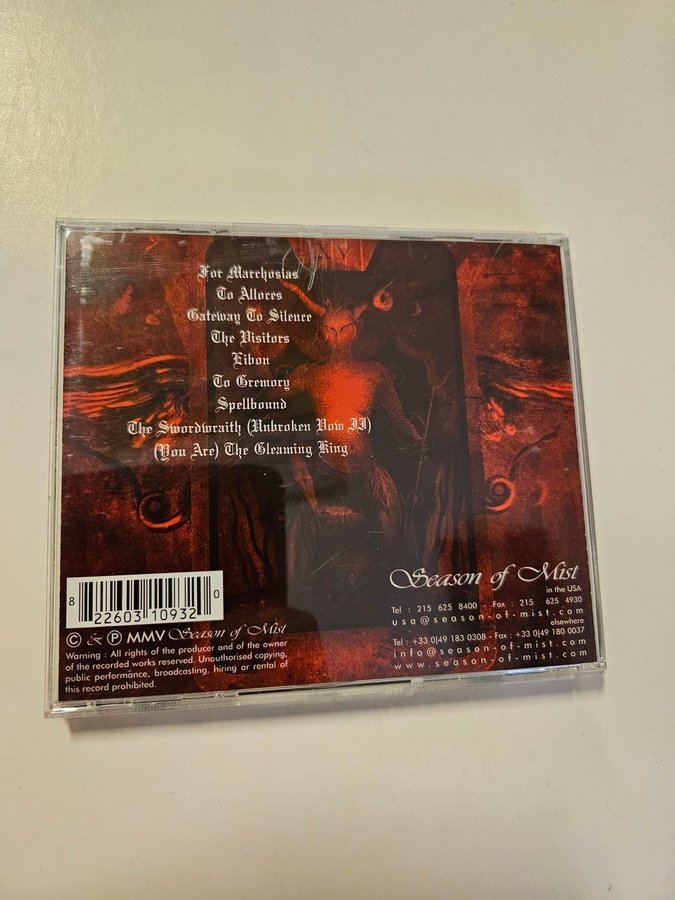 For Marchosias
To Alloces
Gateway To Silence
The Visitors
Eibon
To Gremory
Spellbound
The Swordwraith (Unbroken Vow II)
(You Are) The Gleaming King
8 22603 10932 0
© & ℗ MMV Season of Mist
Warning : All rights of the producer and of the owner
of the recorded works reserved. Unauthorised copying,
public performance, broadcasting, hiring or rental of
this record prohibited.
Season of Mist
in the USA
Tel : 215 625 8400 - Fax : 215 625 4930
usa@season-of-mist.com
elsewhere
Tel : +33 0)49 183 0308 - Fax : +33 0)49 180 0037
info@season-of-mist.com
www.season-of-mist.com